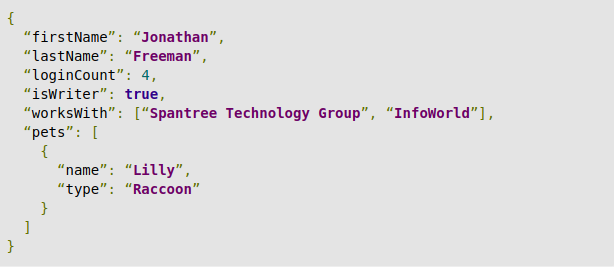 {
“firstName”: “Jonathan”,
“lastName”: “Freeman”,
“loginCount”: 4,
“isWriter”: true,
“worksWith”: [“Spantree Technology Group”, “InfoWorld”],
“pets”: [
{
“name”: “Lilly”,
“type”: “Raccoon”
}
]
}